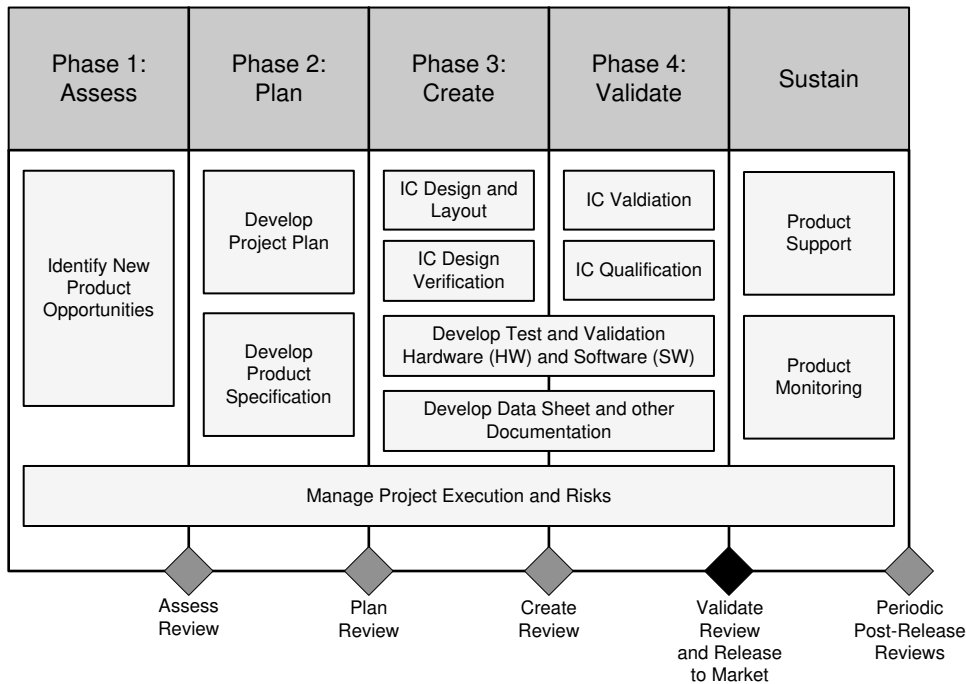 Phase 1:
Assess
Phase 2:
Plan
Phase 3:
Create
Phase 4:
Validate
Sustain
Identify New
Product
Opportunities
Develop
Project Plan
Develop
Product
Specification
IC Design and
Layout
IC Design
Verification
IC Valdiation
IC Qualification
Develop Test and Validation
Hardware (HW) and Software (SW)
Develop Data Sheet and other
Documentation
Product
Support
Product
Monitoring
Manage Project Execution and Risks
Assess
Review
Plan
Review
Create
Review
Validate
Review
and Release
to Market
Periodic
Post-Release
Reviews